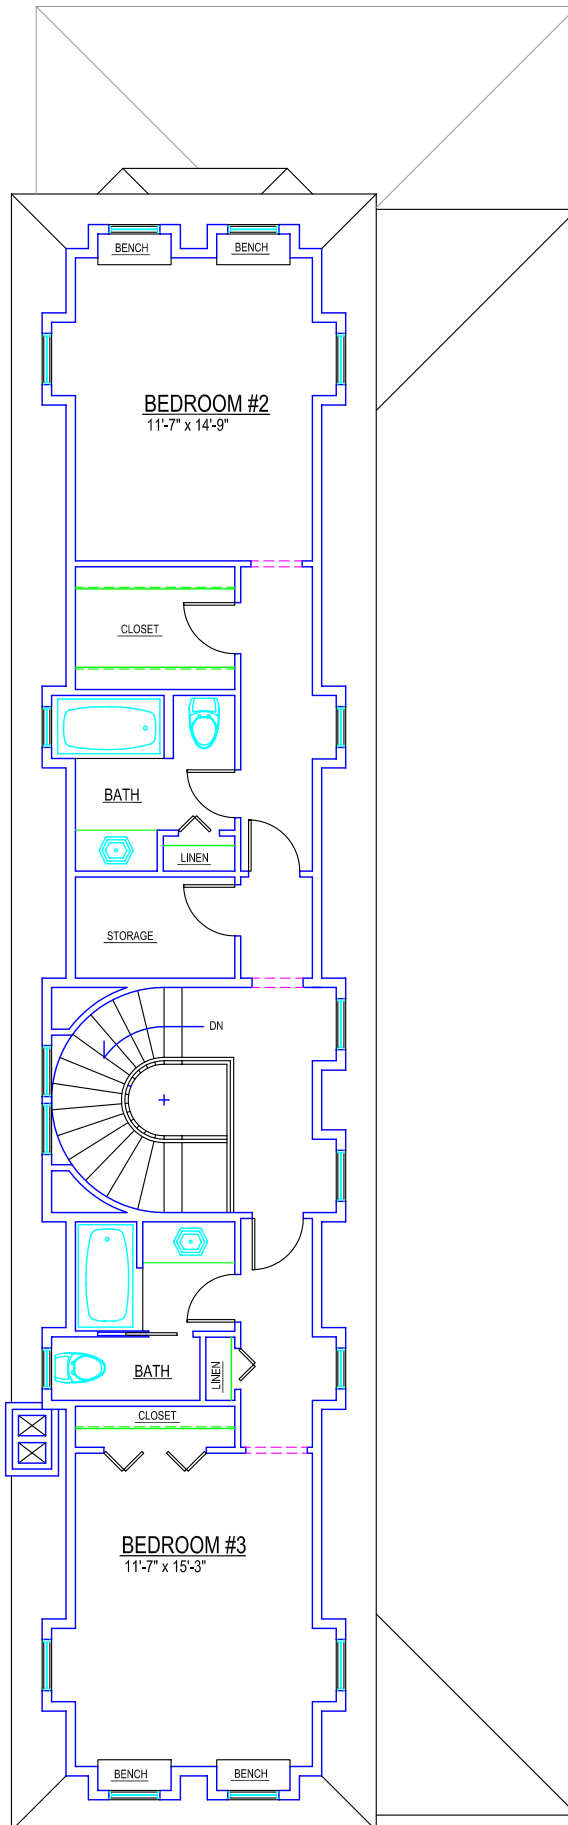 BENCH
BENCH
BEDROOM #2
11'-7" x 14'-9"
CLOSET
BATH
LINEN
STORAGE
DN
BATH
LINEN
CLOSET
BEDROOM #3
11'-7" x 15'-3"
BENCH
BENCH